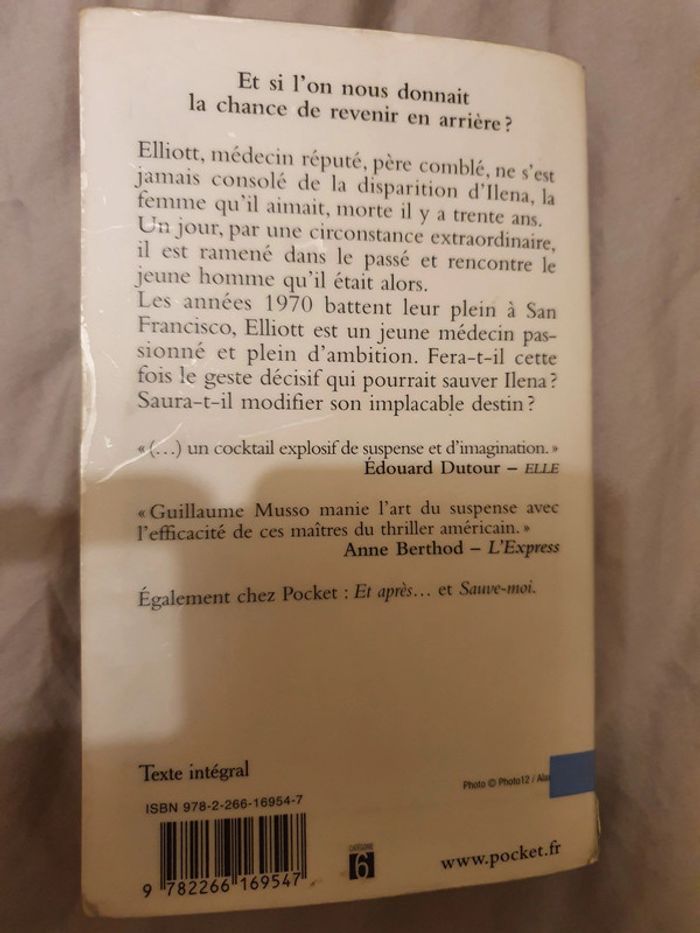 Et si l'on nous donnait
la chance de revenir en arrière ?
Elliott, médecin réputé, père comblé, ne s'est
jamais consolé de la disparition d'Ilena, la
femme qu'il aimait, morte il y a trente ans.
Un jour, par une circonstance extraordinaire,
il est ramené dans le passé et rencontre le
jeune homme qu'il était alors.
Les années 1970 battent leur plein à San
Francisco, Elliott est un jeune médecin pas-
sionné et plein d'ambition. Fera-t-il cette
fois le geste décisif qui pourrait sauver Ilena ?
Saura-t-il modifier son implacable destin ?
« (...) un cocktail explosif de suspense et d'imagination. »
Édouard Dutour – ELLE
« Guillaume Musso manie l'art du suspense avec
l'efficacité de ces maîtres du thriller américain. »
Anne Berthod – L'Express
Également chez Pocket : Et après... et Sauve-moi.
Texte intégral
Photo © Photo12 /
ISBN 978-2-266-16954-7
CATÉGORIE
6
www.pocket.fr
9 782266 169547